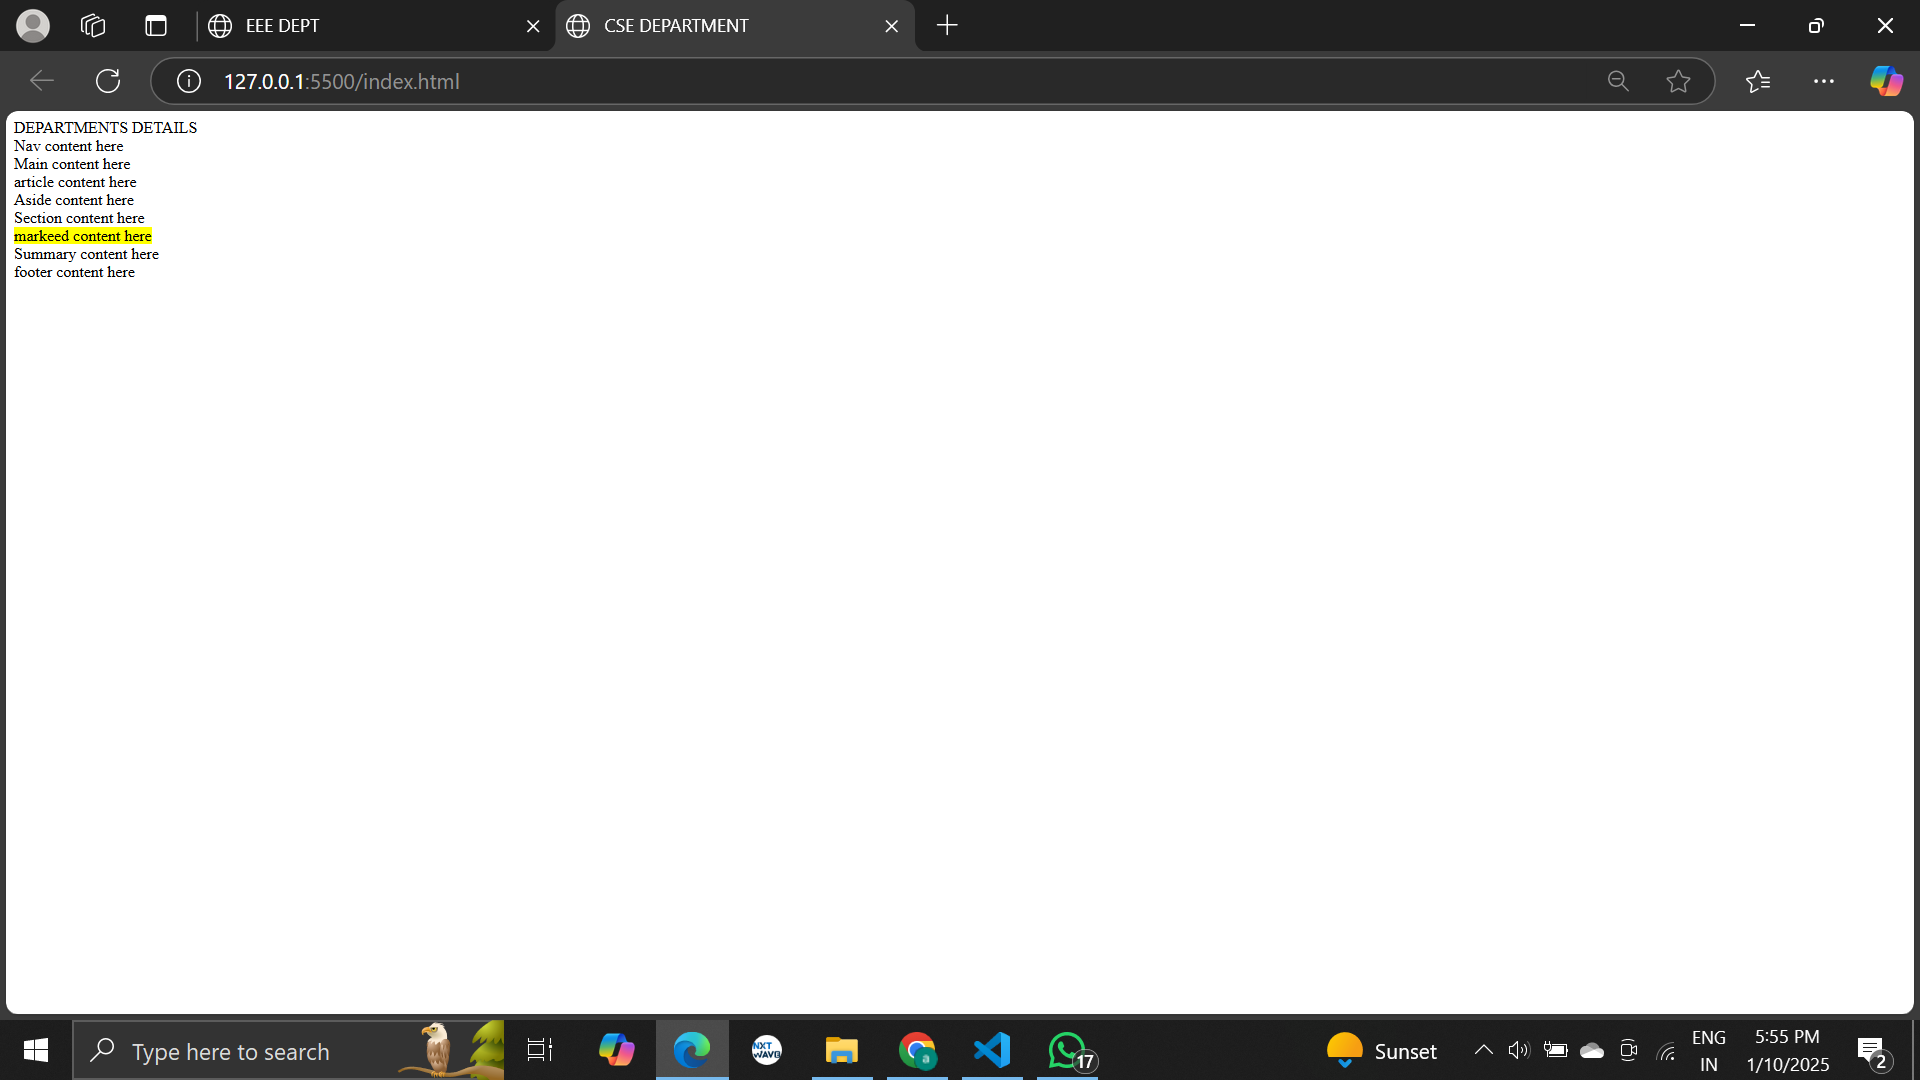 EEE DEPT
CSE DEPARTMENT
127.0.0.1:5500/index.html
DEPARTMENTS DETAILS
Nav content here
Main content here
article content here
Aside content here
Section content here
markeed content here
Summary content here
footer content here
Type here to search
NXT
WAVE
a
17
Sunset
ENG
IN
5:55 PM
1/10/2025
2